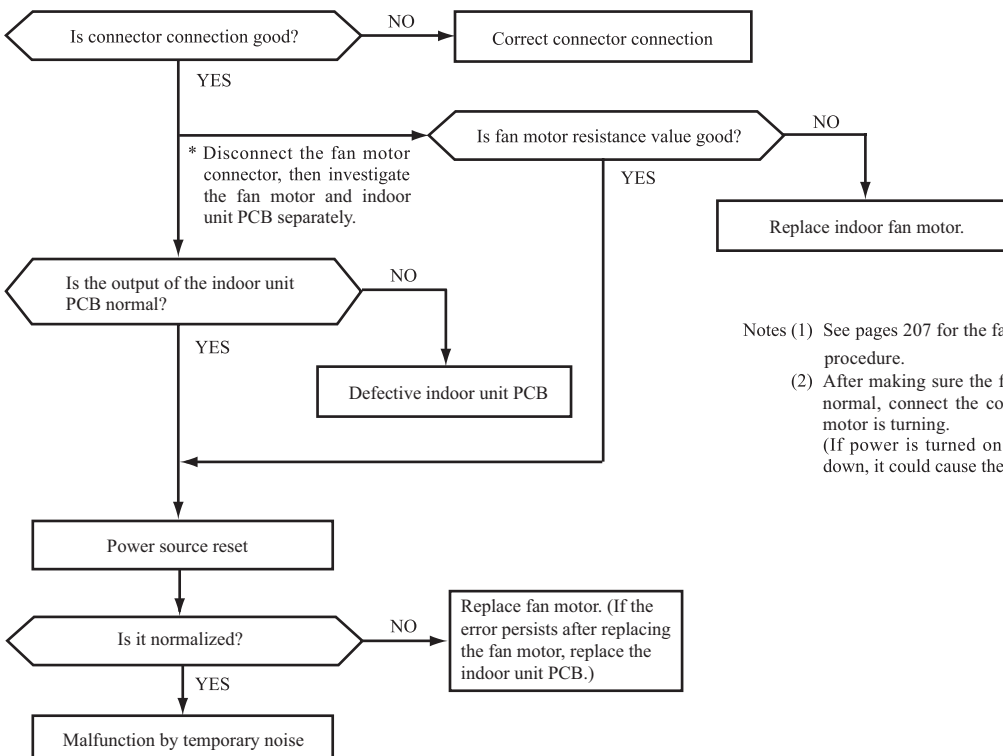 Is connector connection good?
NO
Correct connector connection
YES
Is fan motor resistance value good?
NO
* Disconnect the fan motor
connector, then investigate
the fan motor and indoor
unit PCB separately.
YES
Replace indoor fan motor.
Is the output of the indoor unit
PCB normal?
NO
YES
Defective indoor unit PCB
Notes (1) See pages 207 for the
procedure.
(2) After making sure the
normal, connect the
motor is turning.
(If power is turned on
down, it could cause the
Power source reset
Is it normalized?
NO
Replace fan motor. (If the
error persists after replacing
the fan motor, replace the
indoor unit PCB.)
YES
Malfunction by temporary noise